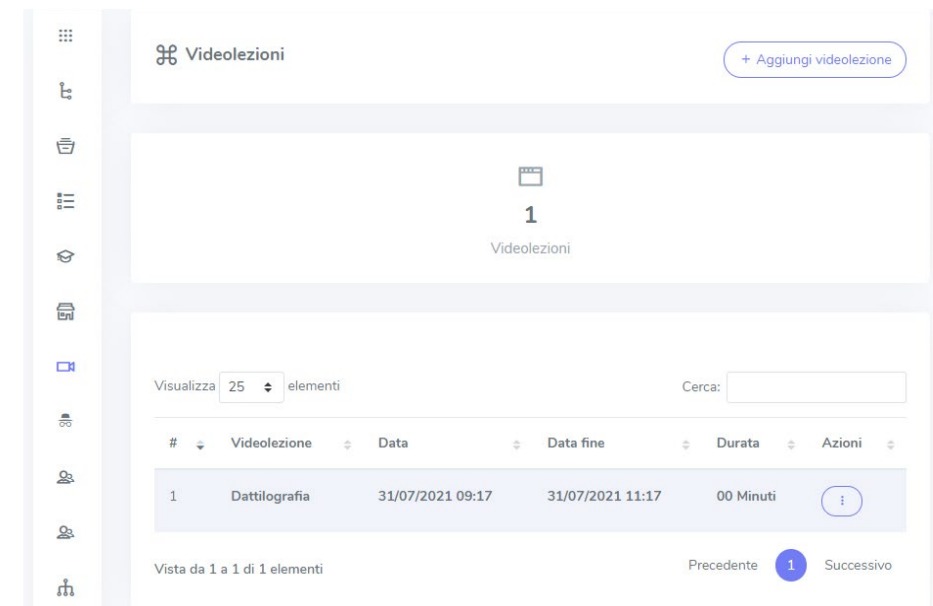 Videolezioni
+ Aggiungi videolezione
1
Videolezioni
Visualizza 25 elementi
Cerca:
# Videolezione Data Data fine Durata Azioni
1 Dattilografia 31/07/2021 09:17 31/07/2021 11:17 00 Minuti
Vista da 1 a 1 di 1 elementi
Precedente 1 Successivo